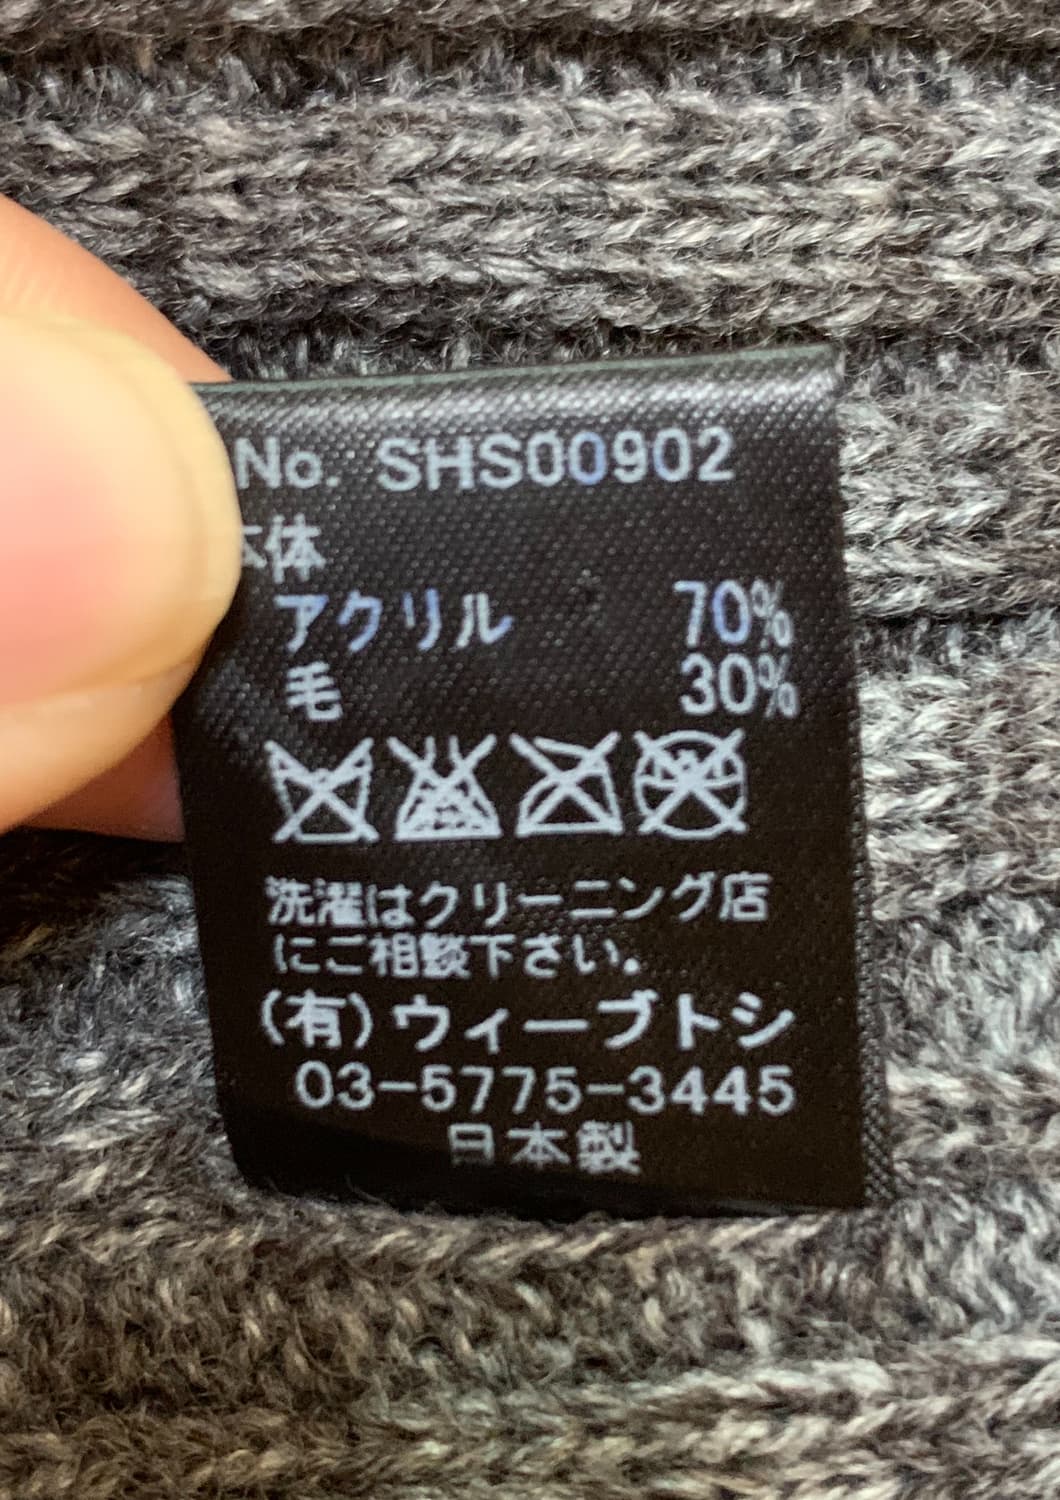 No. SHS00902
本体
アクリル 70%
毛 30%
洗濯はクリーニング店
にご相談下さい。
(有)ウィーブトシ
03-5775-3445
日本製